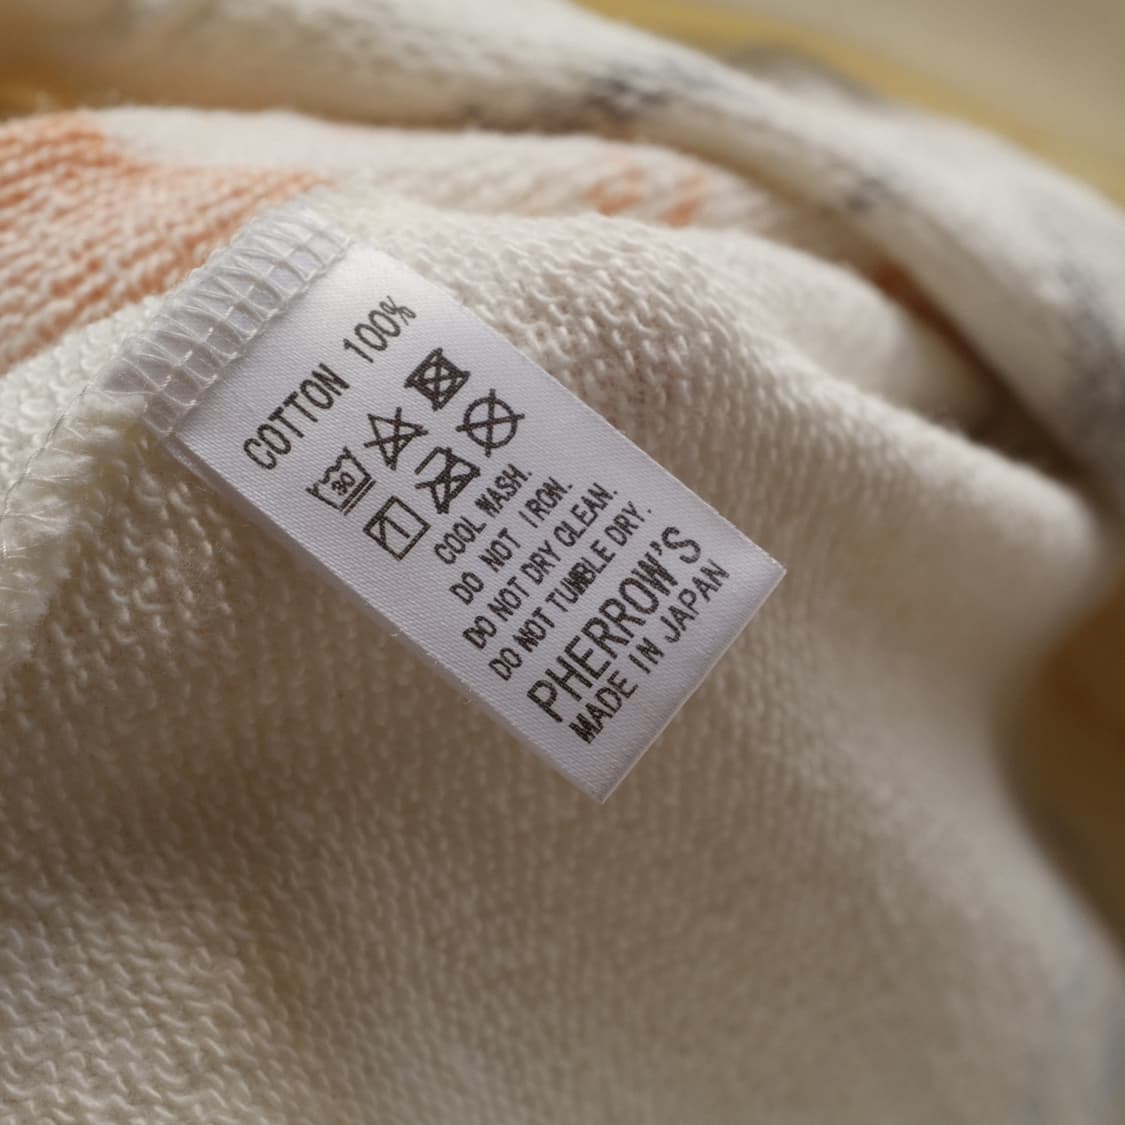 COTTON 100%
30
COOL WASH.
DO NOT IRON.
DO NOT DRY CLEAN.
DO NOT TUMBLE DRY.
PHERROW'S
MADE IN JAPAN